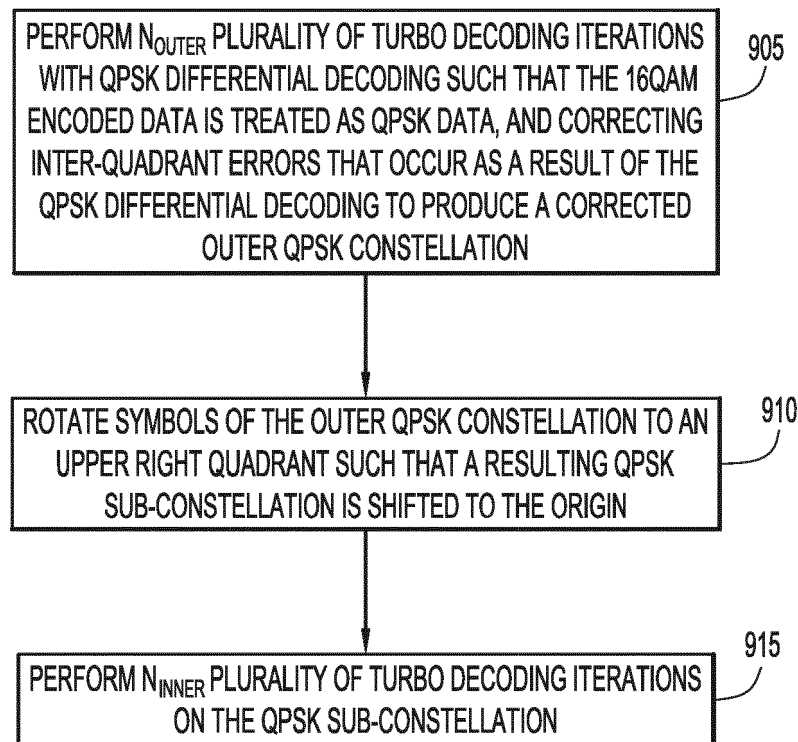 PERFORM NOUTER PLURALITY OF TURBO DECODING ITERATIONS
WITH QPSK DIFFERENTIAL DECODING SUCH THAT THE 16QAM
ENCODED DATA IS TREATED AS QPSK DATA, AND CORRECTING
INTER-QUADRANT ERRORS THAT OCCUR AS A RESULT OF THE
QPSK DIFFERENTIAL DECODING TO PRODUCE A CORRECTED
OUTER QPSK CONSTELLATION
905
ROTATE SYMBOLS OF THE OUTER QPSK CONSTELLATION TO AN
UPPER RIGHT QUADRANT SUCH THAT A RESULTING QPSK
SUB-CONSTELLATION IS SHIFTED TO THE ORIGIN
910
PERFORM NINNER PLURALITY OF TURBO DECODING ITERATIONS
ON THE QPSK SUB-CONSTELLATION
915